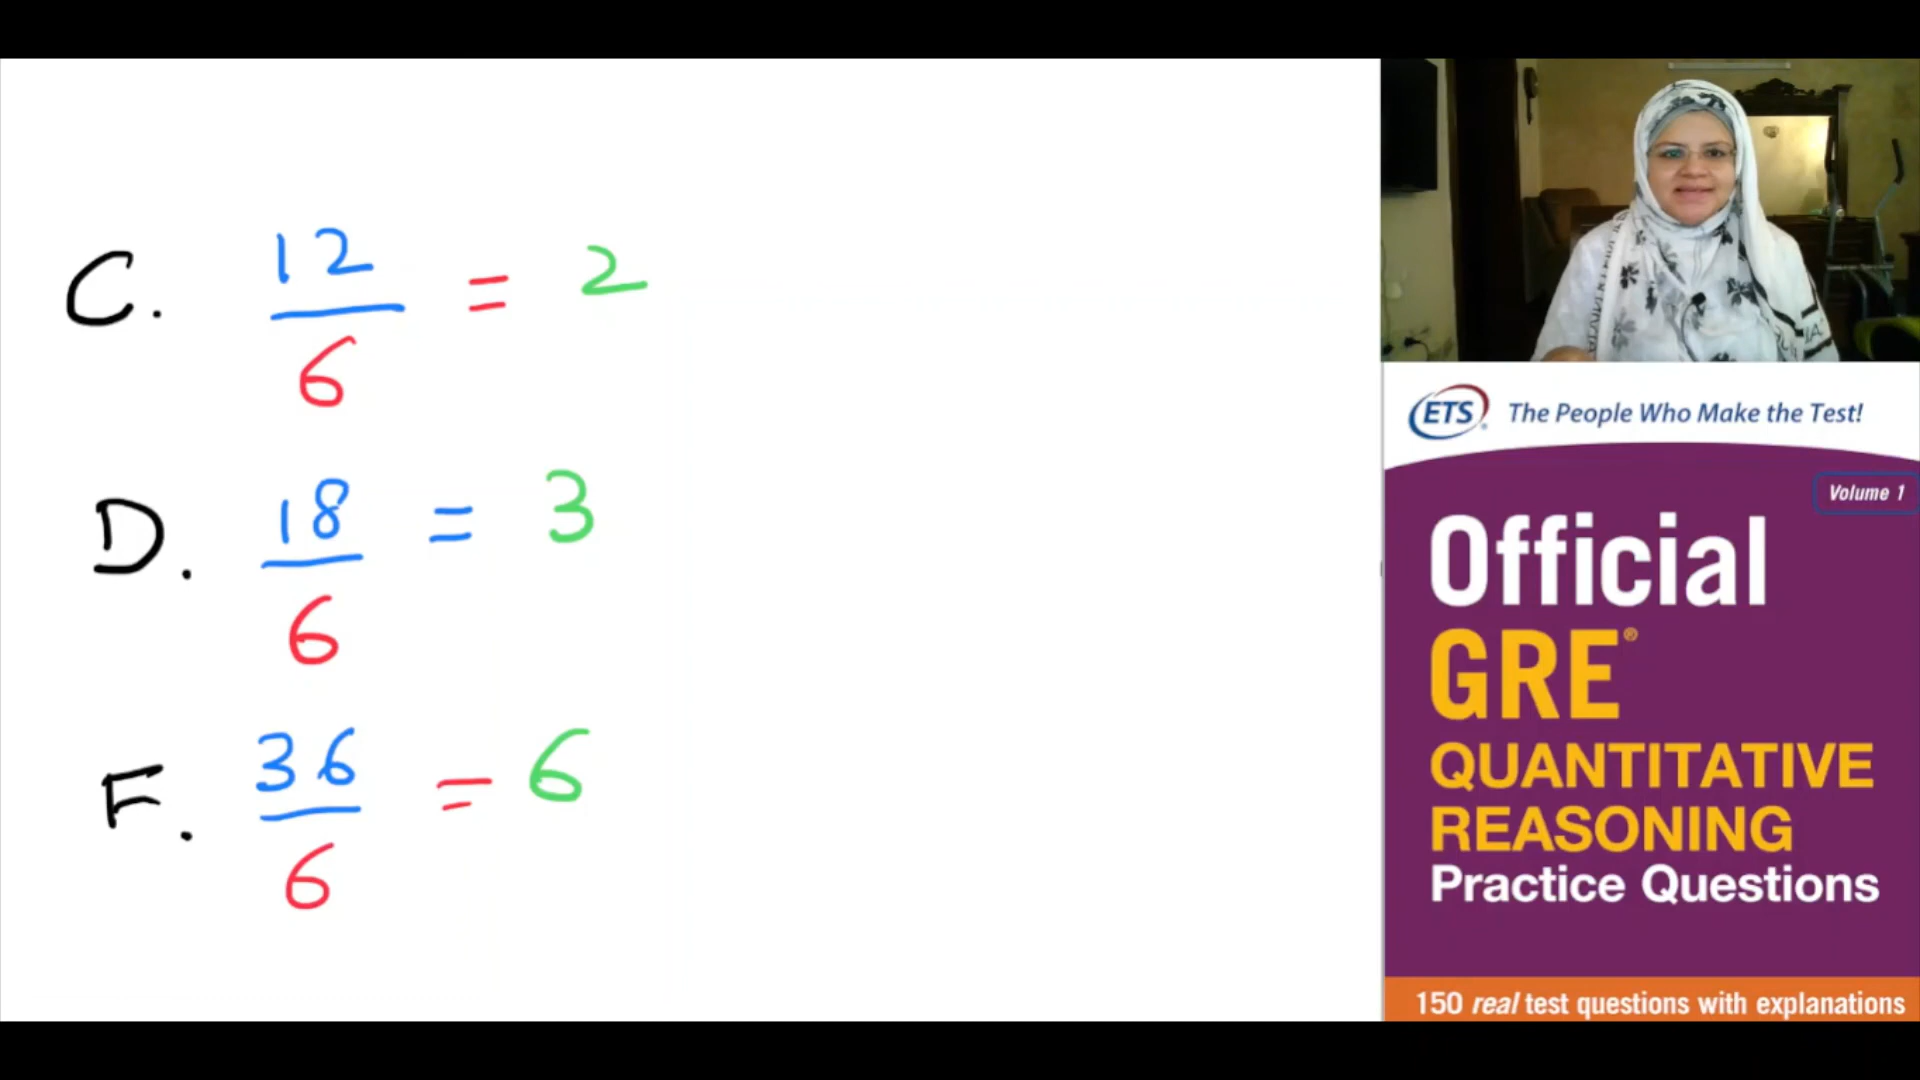 C. 12/6 = 2
D. 18/6 = 3
F. 36/6 = 6
ETS® The People Who Make the Test!
Volume 1
Official
GRE®
QUANTITATIVE
REASONING
Practice Questions
150 real test questions with explanations